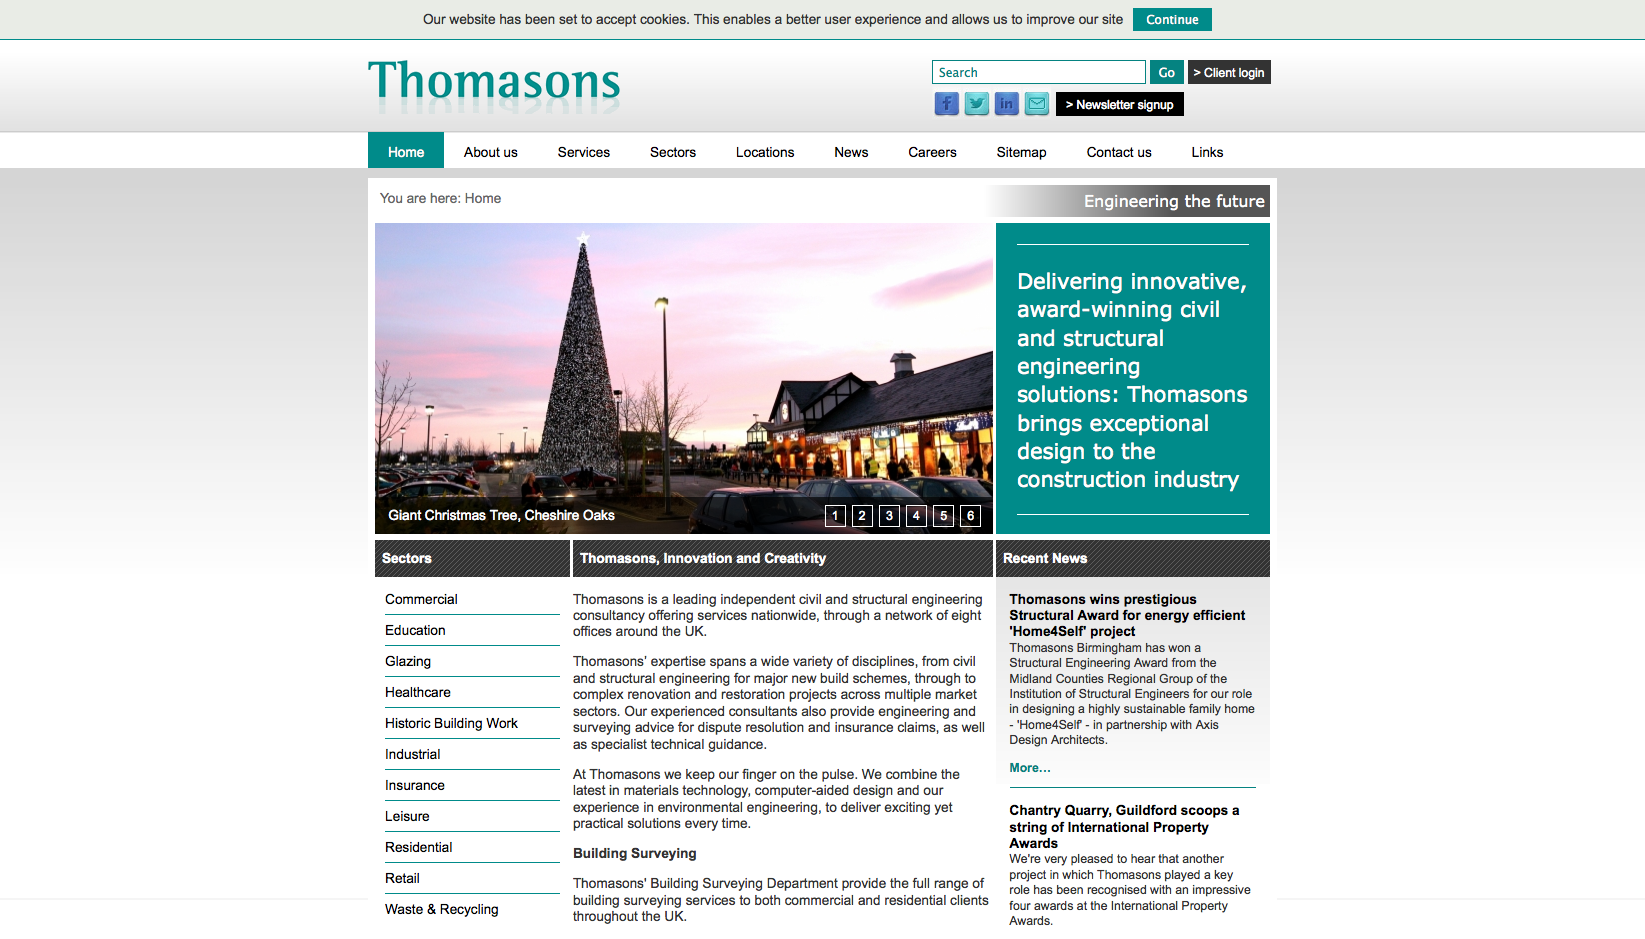 Our website has been set to accept cookies. This enables a better user experience and allows us to improve our site
Continue
Thomasons
Search
Go
> Client login
> Newsletter signup
Home
About us
Services
Sectors
Locations
News
Careers
Sitemap
Contact us
Links
You are here: Home
Engineering the future
Giant Christmas Tree, Cheshire Oaks
1 2 3 4 5 6
Delivering innovative,
award-winning civil
and structural
engineering
solutions: Thomasons
brings exceptional
design to the
construction industry
Sectors
Commercial
Education
Glazing
Healthcare
Historic Building Work
Industrial
Insurance
Leisure
Residential
Retail
Waste & Recycling
Thomasons, Innovation and Creativity
Thomasons is a leading independent civil and structural engineering
consultancy offering services nationwide, through a network of eight
offices around the UK.
Thomasons' expertise spans a wide variety of disciplines, from civil
and structural engineering for major new build schemes, through to
complex renovation and restoration projects across multiple market
sectors. Our experienced consultants also provide engineering and
surveying advice for dispute resolution and insurance claims, as well
as specialist technical guidance.
At Thomasons we keep our finger on the pulse. We combine the
latest in materials technology, computer-aided design and our
experience in environmental engineering, to deliver exciting yet
practical solutions every time.
Building Surveying
Thomasons' Building Surveying Department provide the full range of
building surveying services to both commercial and residential clients
throughout the UK.
Recent News
Thomasons wins prestigious
Structural Award for energy efficient
'Home4Self' project
Thomasons Birmingham has won a
Structural Engineering Award from the
Midland Counties Regional Group of the
Institution of Structural Engineers for our role
in designing a highly sustainable family home
- 'Home4Self' - in partnership with Axis
Design Architects.
More...
Chantry Quarry, Guildford scoops a
string of International Property
Awards
We're very pleased to hear that another
project in which Thomasons played a key
role has been recognised with an impressive
four awards at the International Property
Awards.